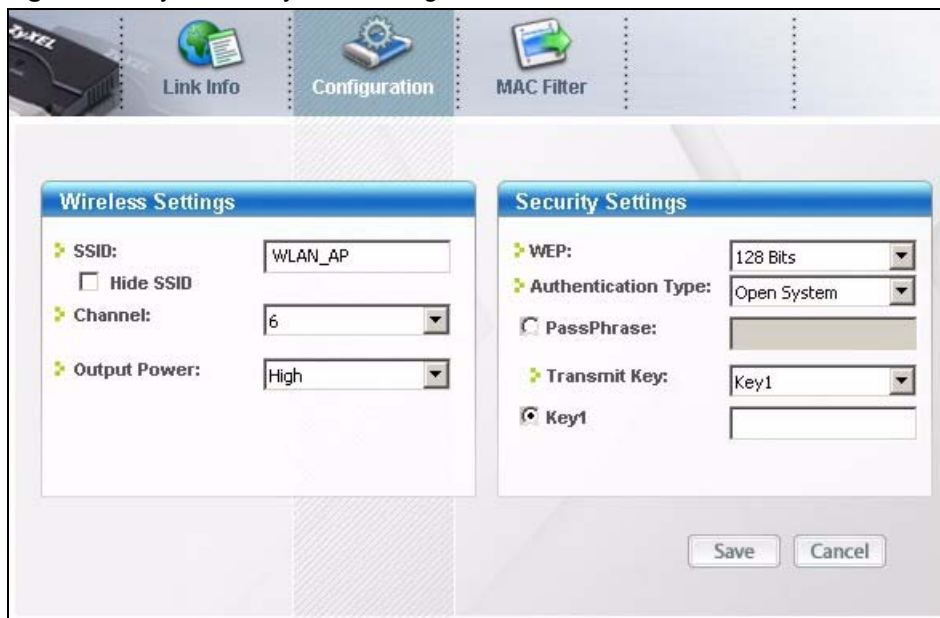 ZyXEL
Link Info
Configuration
MAC Filter
Wireless Settings
SSID:
WLAN_AP
Hide SSID
Channel:
6
Output Power:
High
Security Settings
WEP:
128 Bits
Authentication Type:
Open System
PassPhrase:
Transmit Key:
Key1
Key1
Save
Cancel